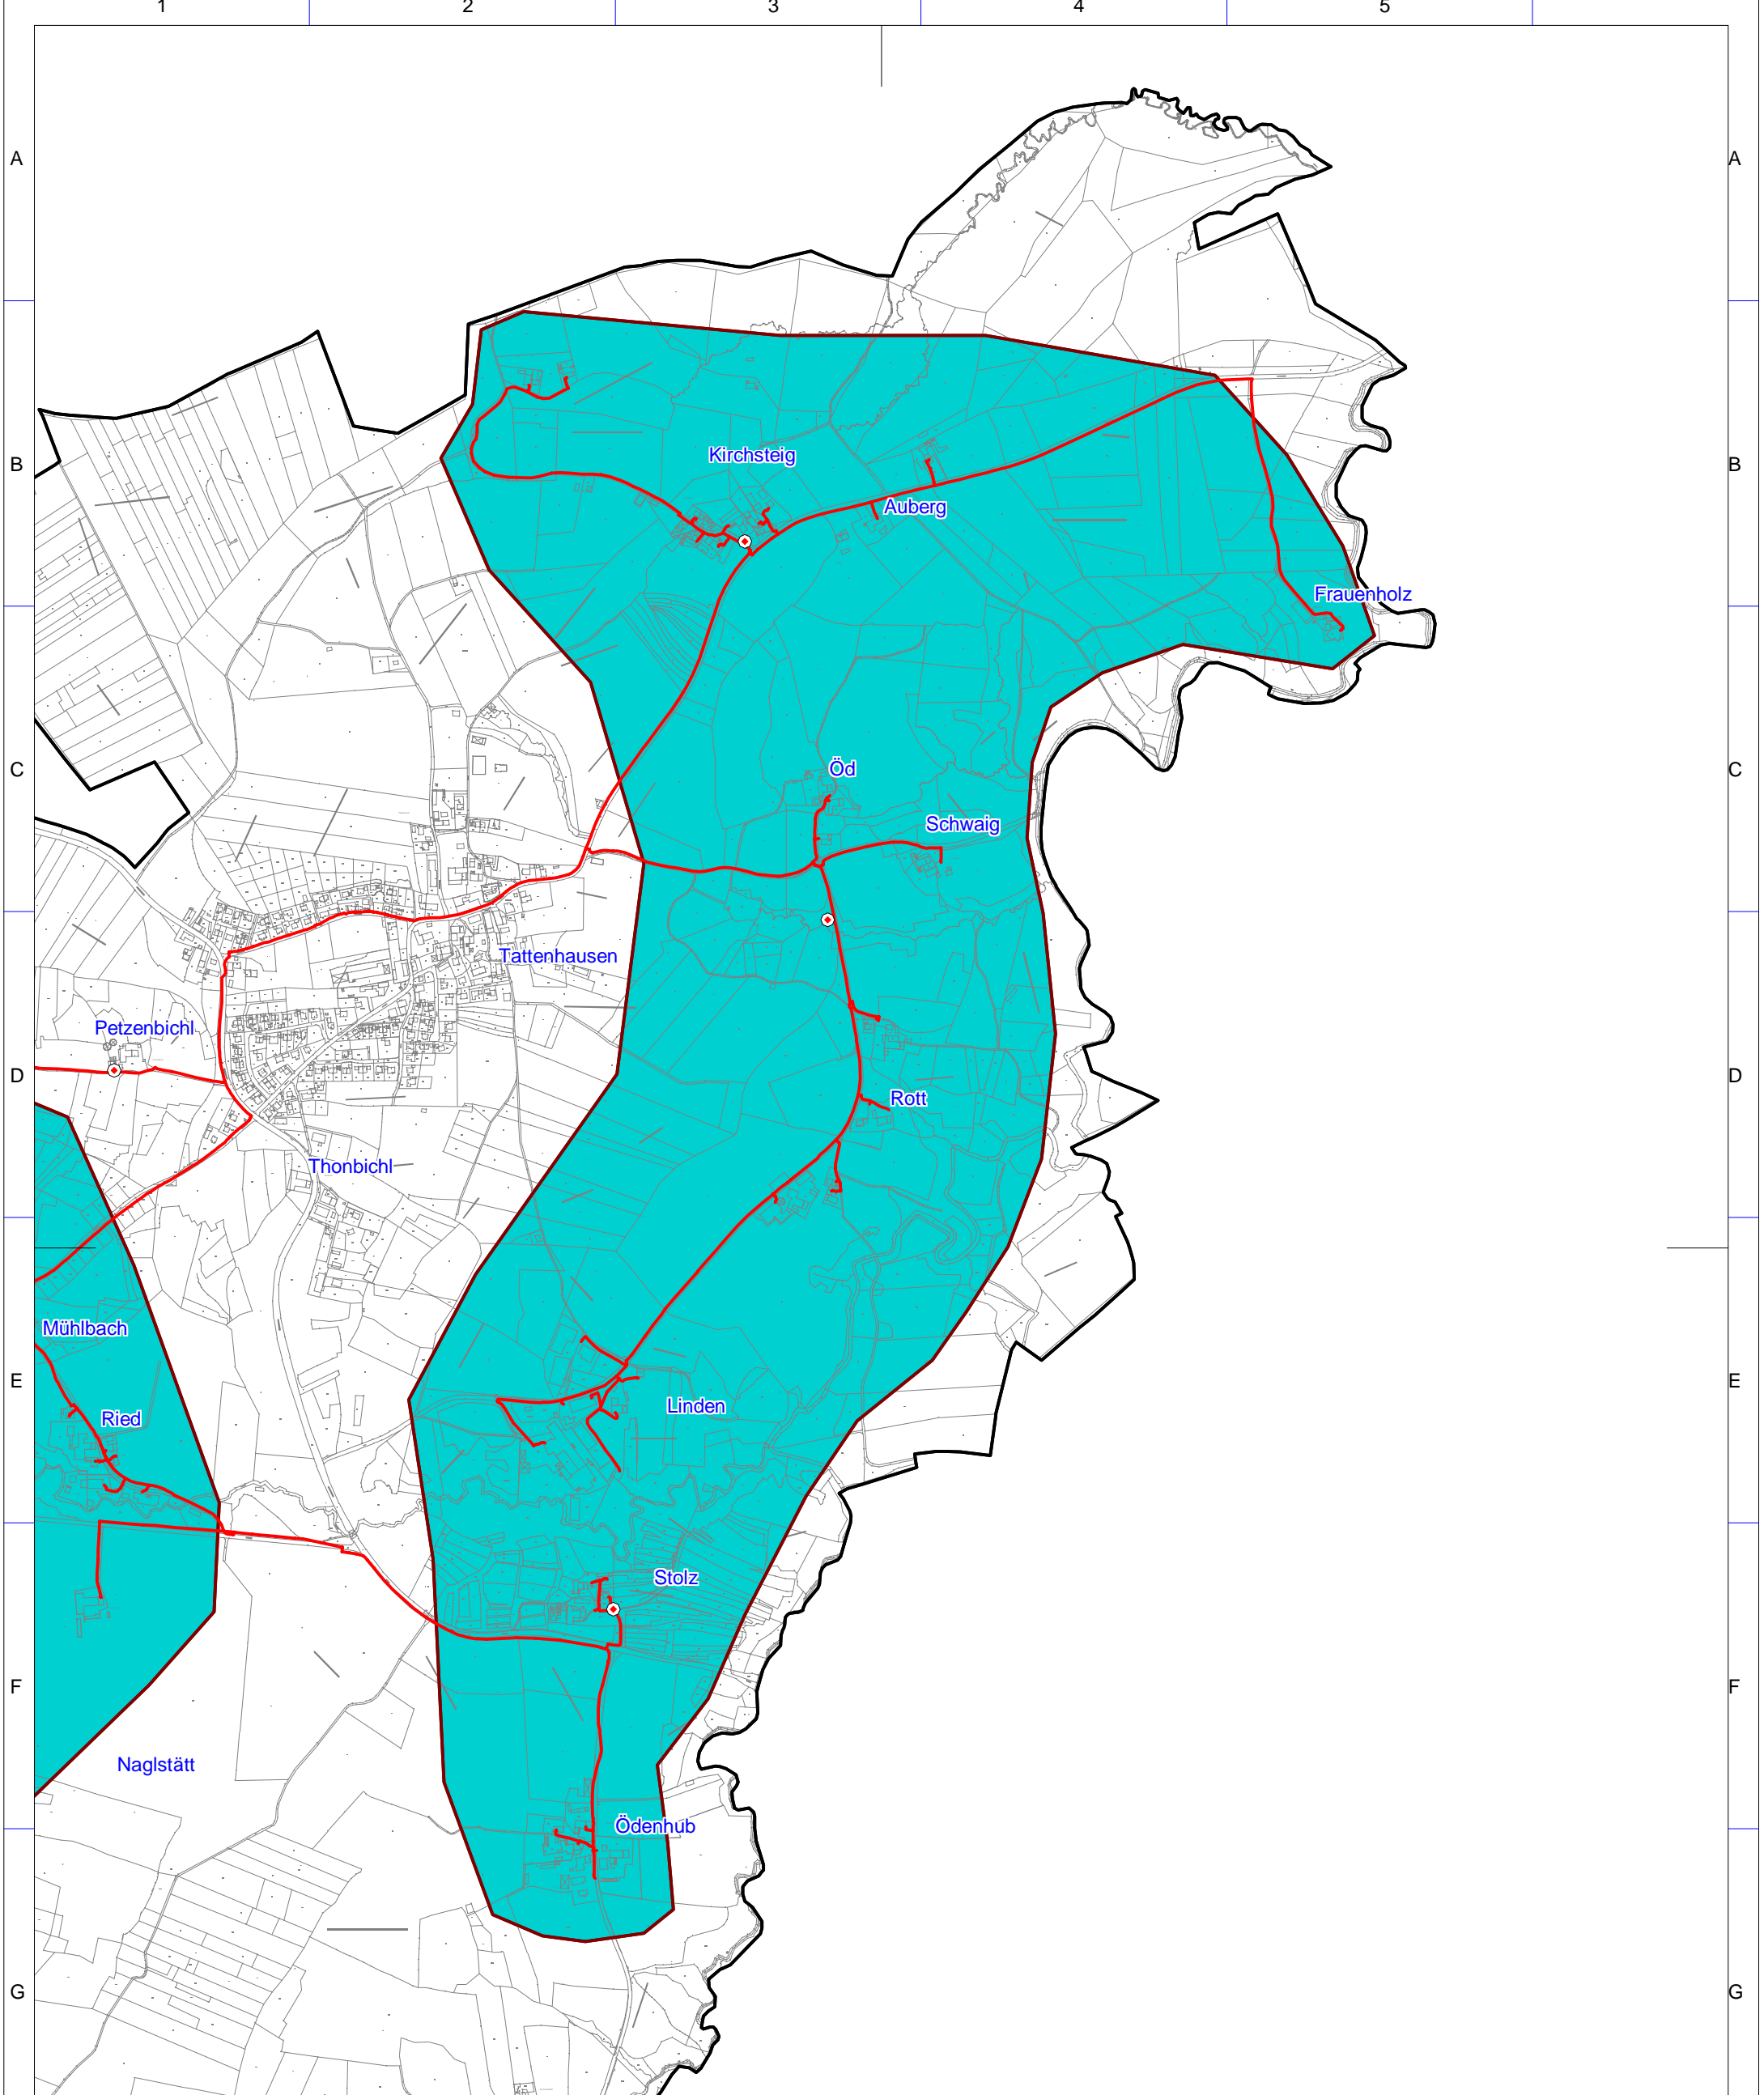 1 2 3 4 5
A A
B B
Kirchsteig
Auberg
Frauenholz
C C
Öd
Schwaig
Tattenhausen
Petzenbichl
D D
Rott
Thonbichl
Mühlbach
E E
Linden
Ried
Stolz
F F
Naglstätt
Ödenhub
G G